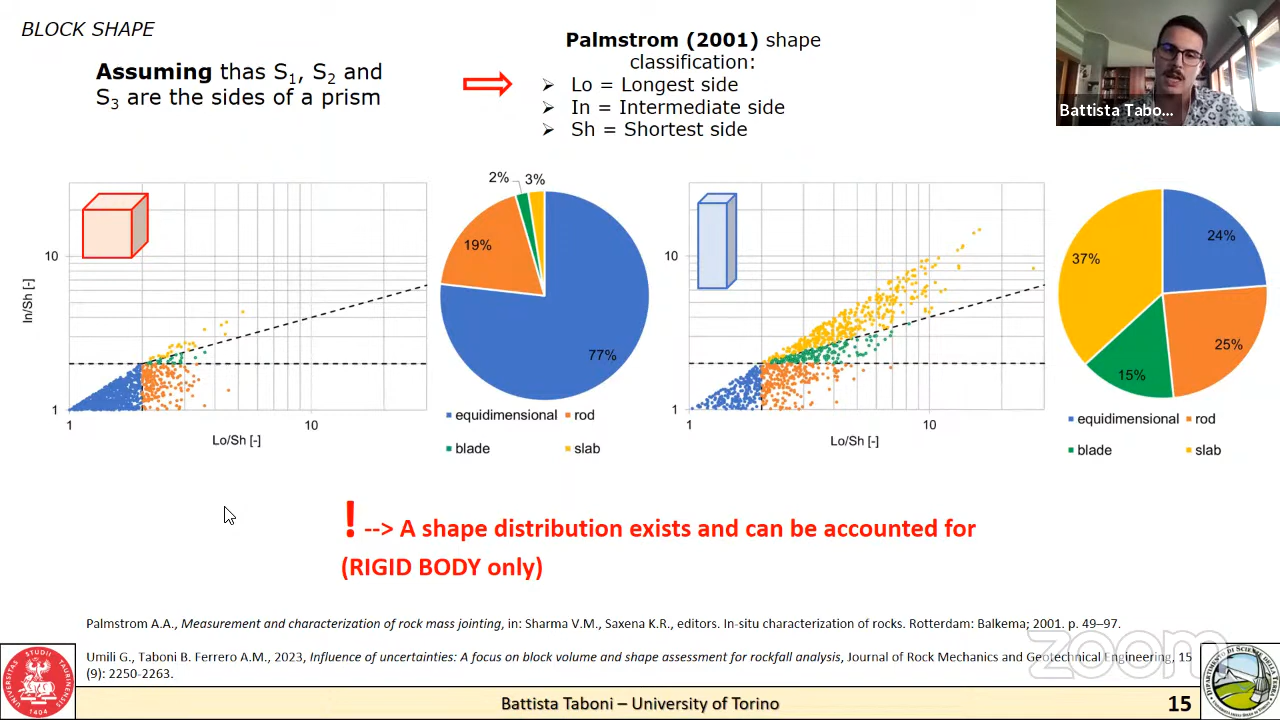 BLOCK SHAPE
Assuming thas S1, S2 and
S3 are the sides of a prism
Palmstrom (2001) shape
classification:
➢ Lo = Longest side
➢ In = Intermediate side
➢ Sh = Shortest side
Battista Tabo...
10
1
In/Sh [-]
1
10
Lo/Sh [-]
2%
3%
19%
77%
equidimensional
rod
blade
slab
10
1
1
10
Lo/Sh [-]
24%
37%
25%
15%
equidimensional
rod
blade
slab
! --> A shape distribution exists and can be accounted for
(RIGID BODY only)
Palmstrom A.A., Measurement and characterization of rock mass jointing, in: Sharma V.M., Saxena K.R., editors. In-situ characterization of rocks. Rotterdam: Balkema; 2001. p. 49–97.
zoom
Umili G., Taboni B. Ferrero A.M., 2023, Influence of uncertainties: A focus on block volume and shape assessment for rockfall analysis, Journal of Rock Mechanics and Geotechnical Engineering, 15
(9): 2250-2263.
Battista Taboni – University of Torino
15
1404